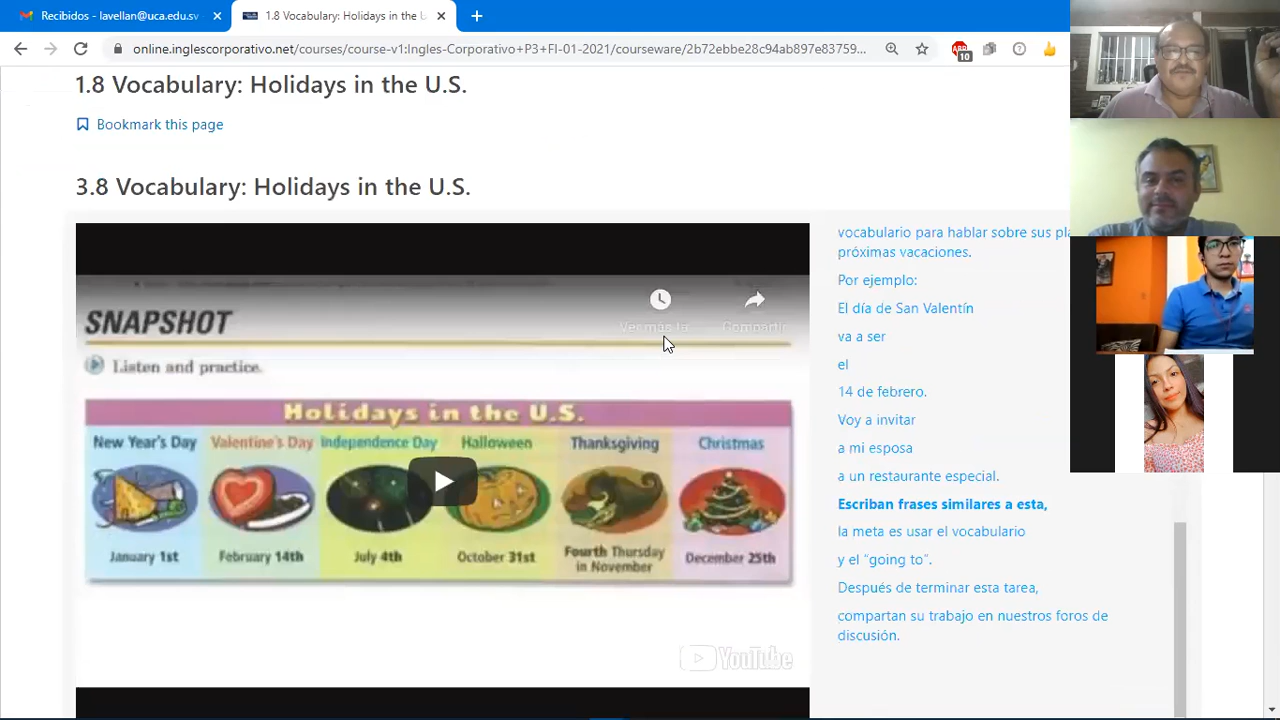 Recibidos - lavellan@uca.edu.sv -
1.8 Vocabulary: Holidays in the U
online.inglescorporativo.net/courses/course-v1:Ingles-Corporativo+P3+FI-01-2021/courseware/2b72ebbe28c94ab897e83759...
ABP
10
1.8 Vocabulary: Holidays in the U.S.
Bookmark this page
3.8 Vocabulary: Holidays in the U.S.
Ver más ta
Compartir
SNAPSHOT
Listen and practice.
Holidays in the U.S.
New Year's Day Valentine's Day Independence Day Halloween Thanksgiving Christmas
January 1st February 14th July 4th October 31st Fourth Thursday in November December 25th
YouTube
vocabulario para hablar sobre sus
próximas vacaciones.
Por ejemplo:
El día de San Valentín
va a ser
el
14 de febrero.
Voy a invitar
a mi esposa
a un restaurante especial.
Escriban frases similares a esta,
la meta es usar el vocabulario
y el "going to".
Después de terminar esta tarea,
compartan su trabajo en nuestros foros de
discusión.